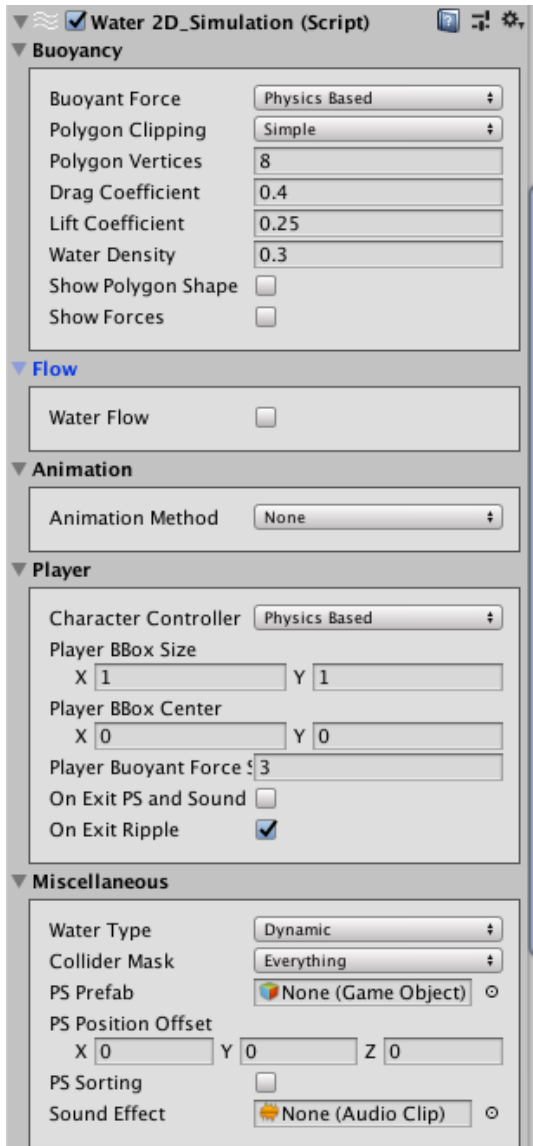 Water 2D_Simulation (Script)
Buoyancy
Buoyant Force Physics Based
Polygon Clipping Simple
Polygon Vertices 8
Drag Coefficient 0.4
Lift Coefficient 0.25
Water Density 0.3
Show Polygon Shape
Show Forces
Flow
Water Flow
Animation
Animation Method None
Player
Character Controller Physics Based
Player BBox Size
X 1 Y 1
Player BBox Center
X 0 Y 0
Player Buoyant Force 3
On Exit PS and Sound
On Exit Ripple
Miscellaneous
Water Type Dynamic
Collider Mask Everything
PS Prefab None (Game Object)
PS Position Offset
X 0 Y 0 Z 0
PS Sorting
Sound Effect None (Audio Clip)